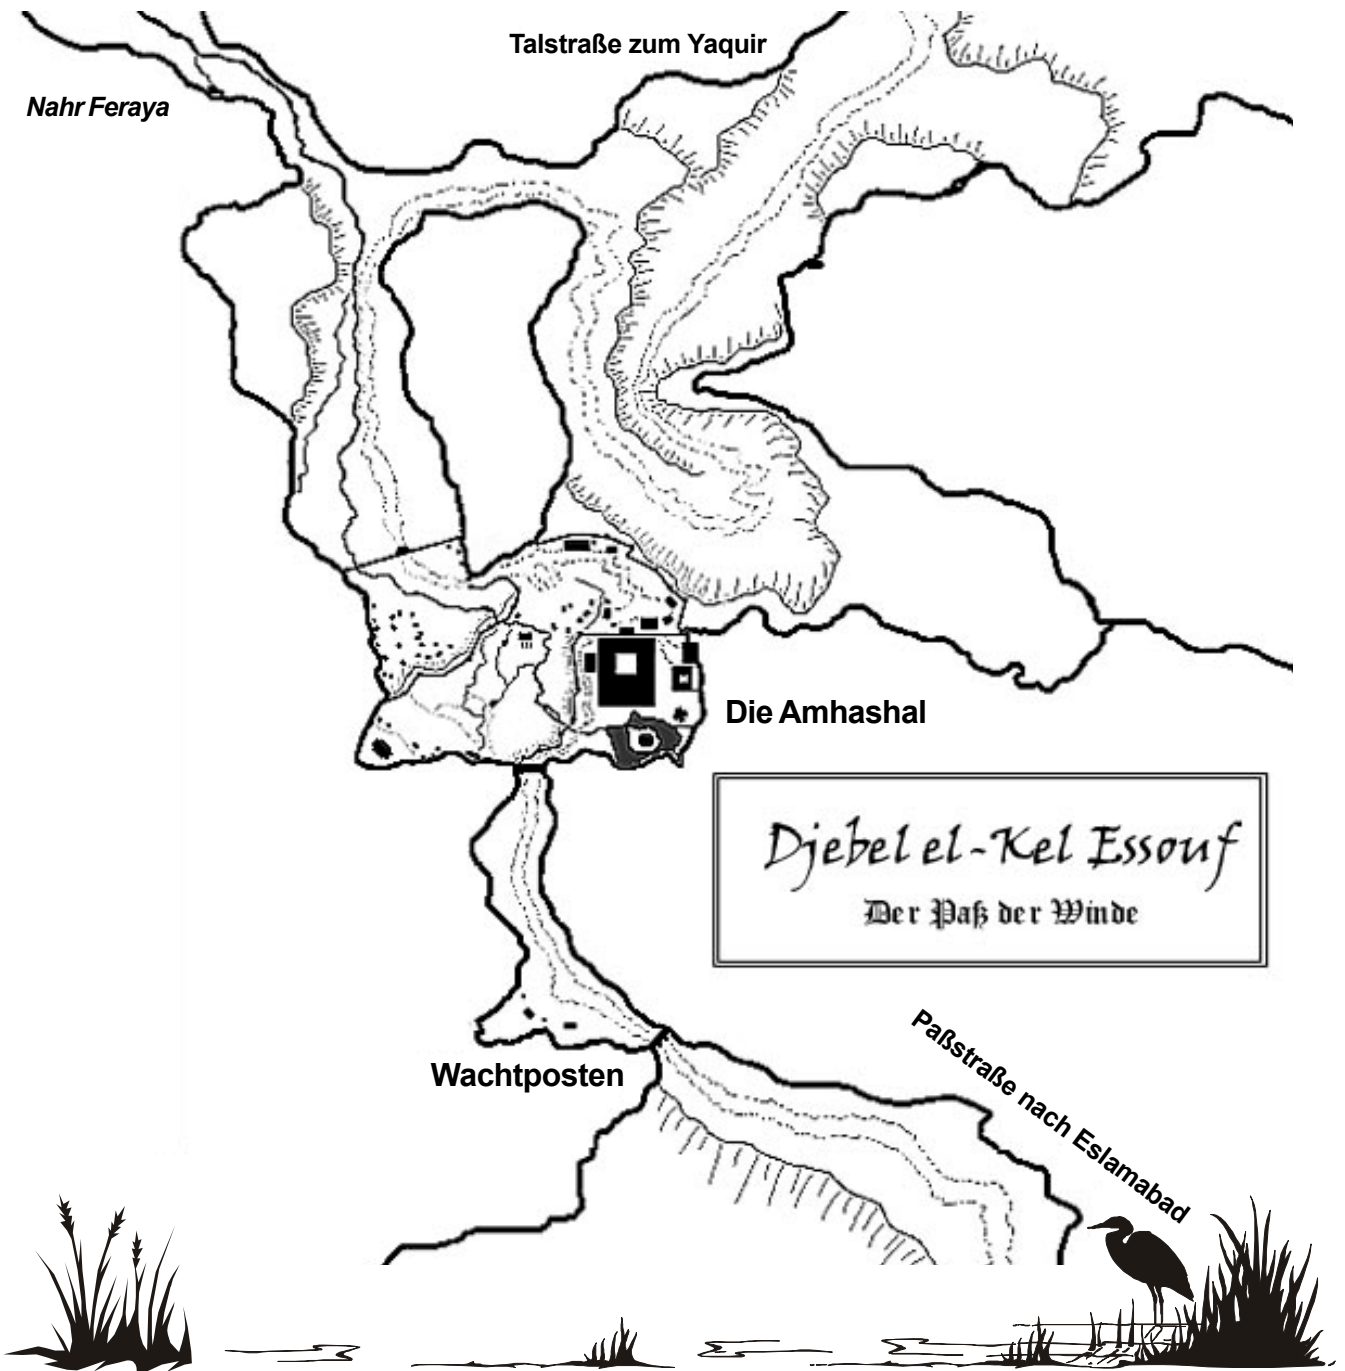 Talstraße zum Yaquir
Nahr Feraya
Die Amhashal
Djebel el-Kel Essouf
Der Paß der Winde
Paßstraße nach Eslamabad
Wachtposten